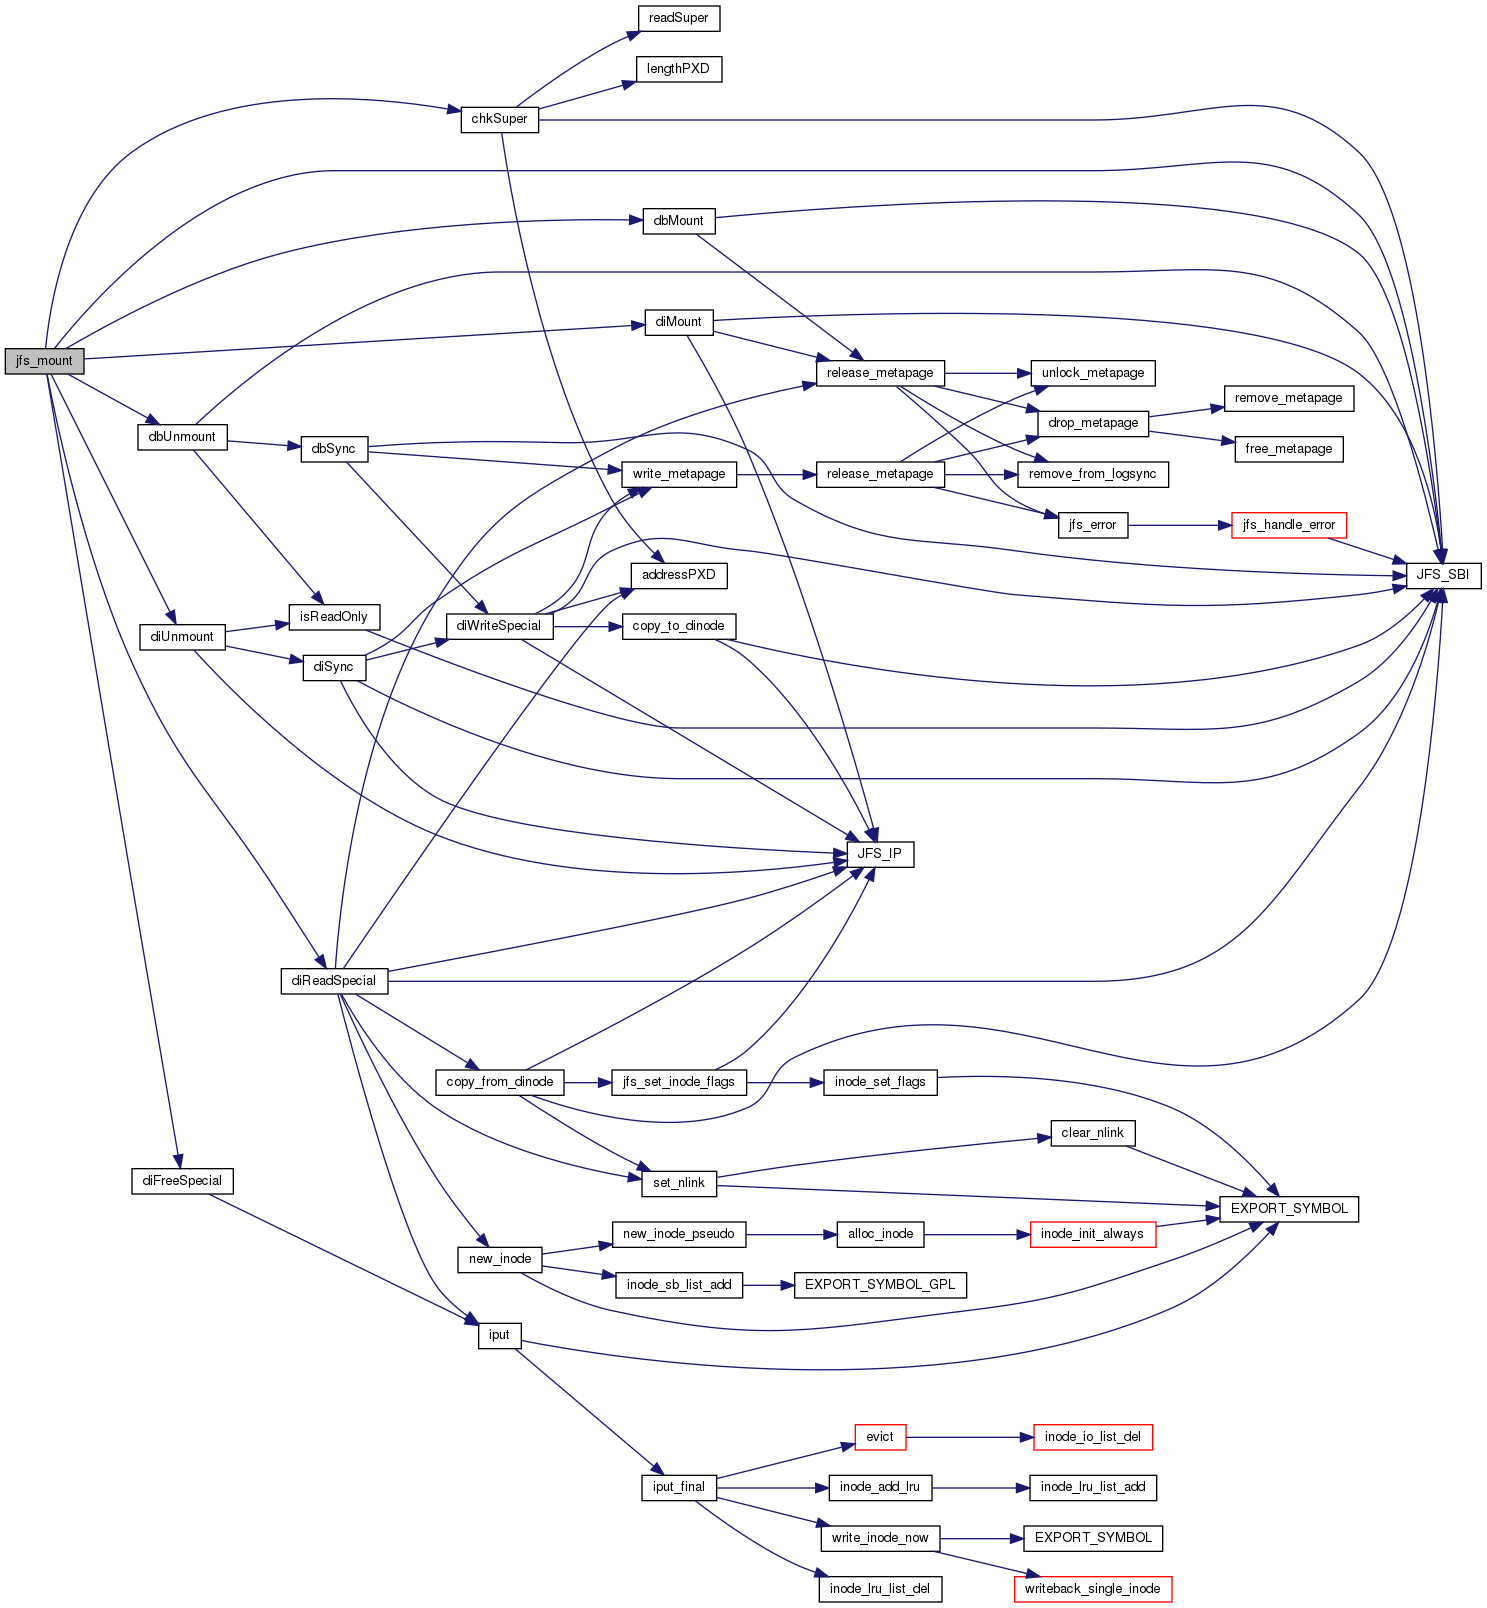 readSuper
lengthPXD
chkSuper
dbMount
diMount
jfs_mount
release_metapage
unlock_metapage
remove_metapage
drop_metapage
dbUnmount
dbSync
free_metapage
write_metapage
release_metapage
remove_from_logsync
jfs_error
jfs_handle_error
addressPXD
JFS_SBI
isReadOnly
diWriteSpecial
copy_to_dinode
diUnmount
diSync
JFS_IP
diReadSpecial
copy_from_dinode
jfs_set_inode_flags
inode_set_flags
clear_nlink
diFreeSpecial
set_nlink
EXPORT_SYMBOL
new_inode_pseudo
alloc_inode
inode_init_always
new_inode
inode_sb_list_add
EXPORT_SYMBOL_GPL
iput
evict
inode_io_list_del
iput_final
inode_add_lru
inode_lru_list_add
write_inode_now
EXPORT_SYMBOL
inode_lru_list_del
writeback_single_inode